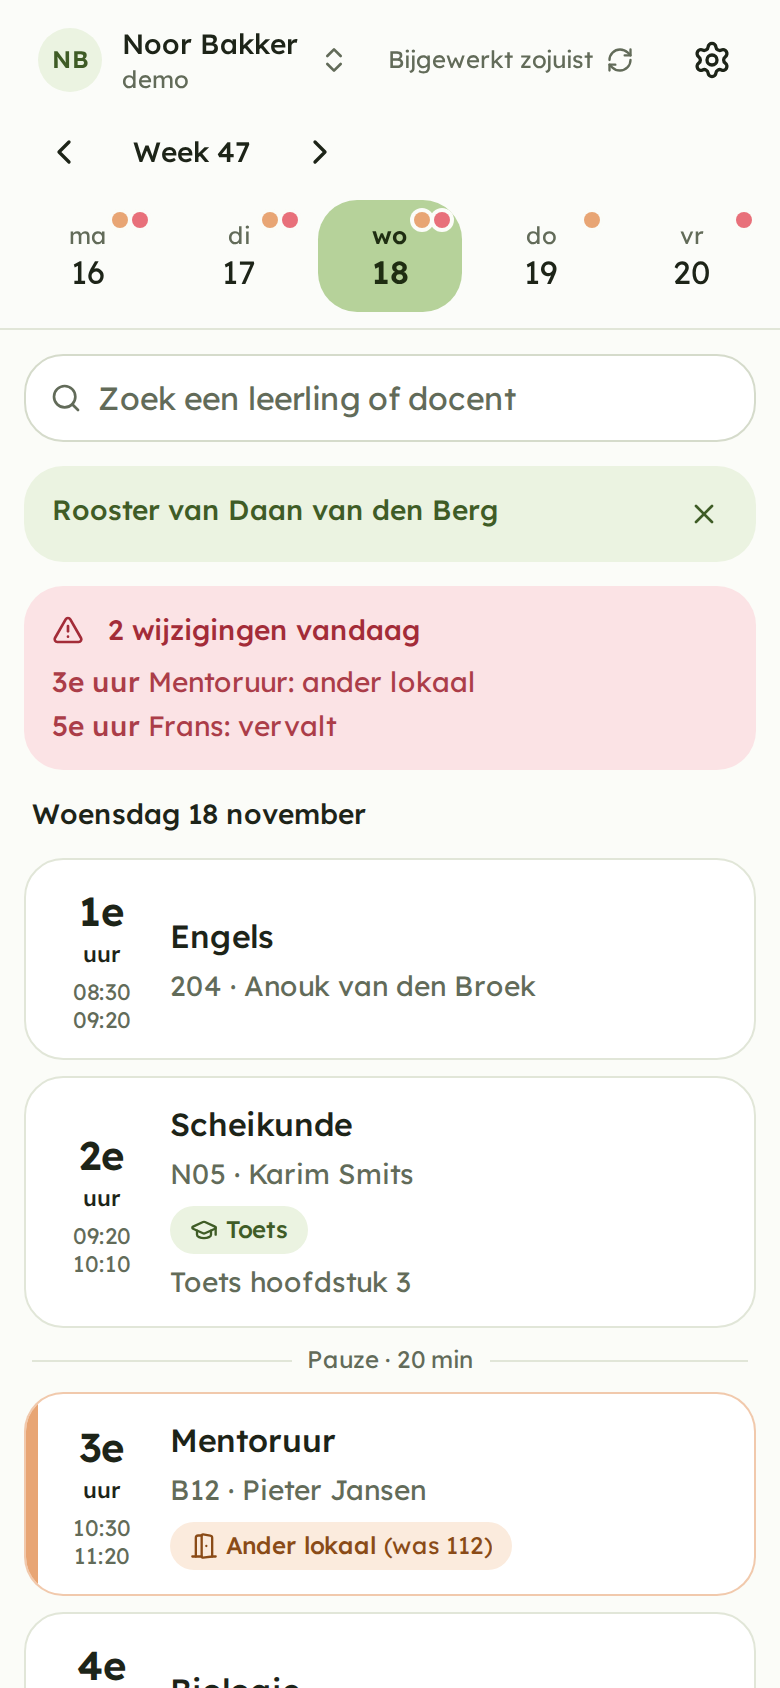 NB
Noor Bakker
demo
Bijgewerkt zojuist
Week 47
ma
16
di
17
wo
18
do
19
vr
20
Zoek een leerling of docent
Rooster van Daan van den Berg
2 wijzigingen vandaag
3e uur Mentoruur: ander lokaal
5e uur Frans: vervalt
Woensdag 18 november
1e
uur
08:30
09:20
Engels
204 · Anouk van den Broek
2e
uur
09:20
10:10
Scheikunde
N05 · Karim Smits
Toets
Toets hoofdstuk 3
Pauze · 20 min
3e
uur
10:30
11:20
Mentoruur
B12 · Pieter Jansen
Ander lokaal (was 112)
4e
Biologie